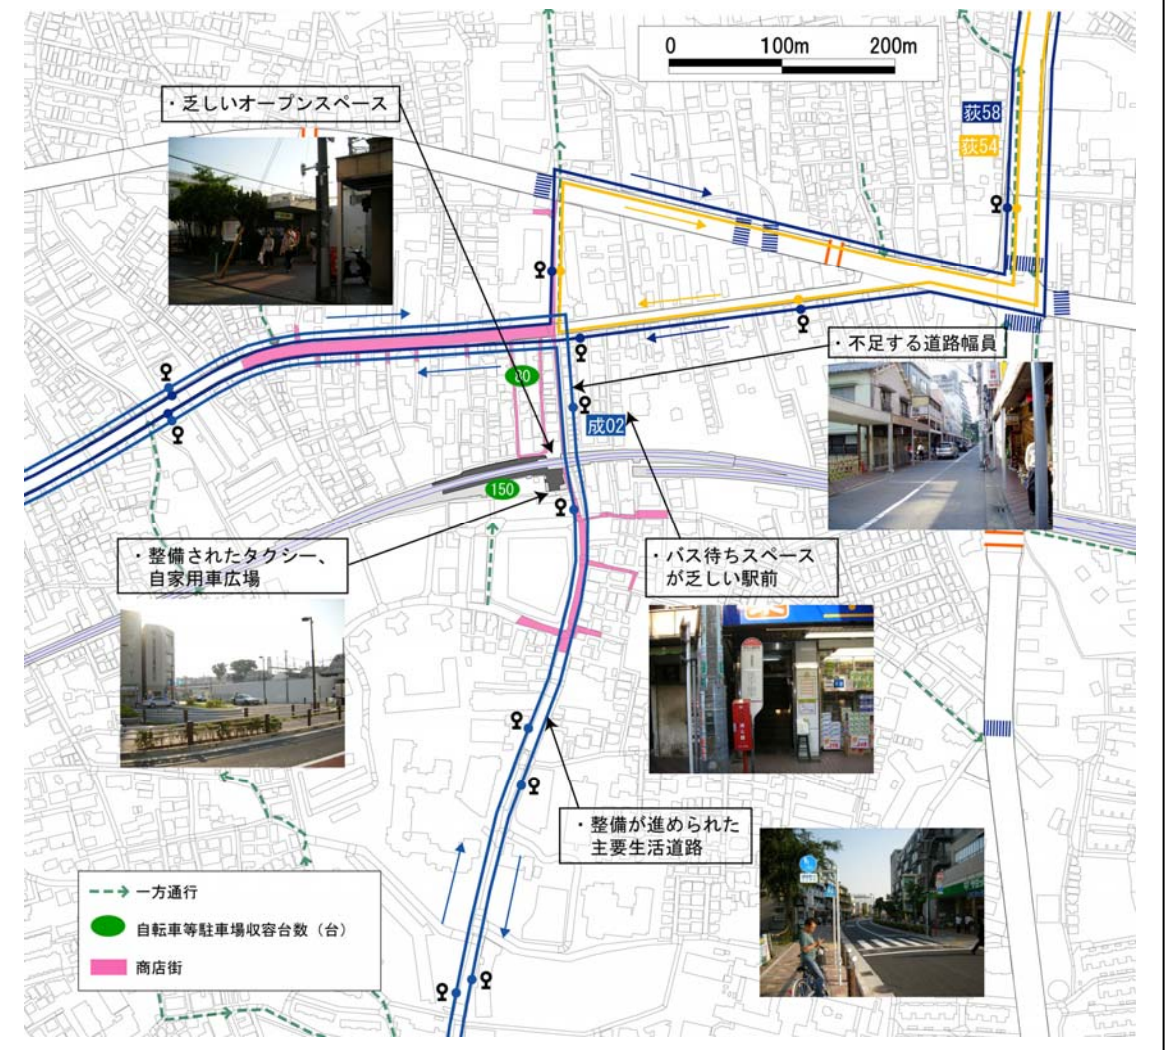 0 100m 200m
・乏しいオープンスペース
荻58
荻54
・不足する道路幅員
80
成02
150
・整備されたタクシー、
自家用車広場
・バス待ちスペース
が乏しい駅前
・整備が進められた
主要生活道路
一方通行
自転車等駐車場収容台数（台）
商店街